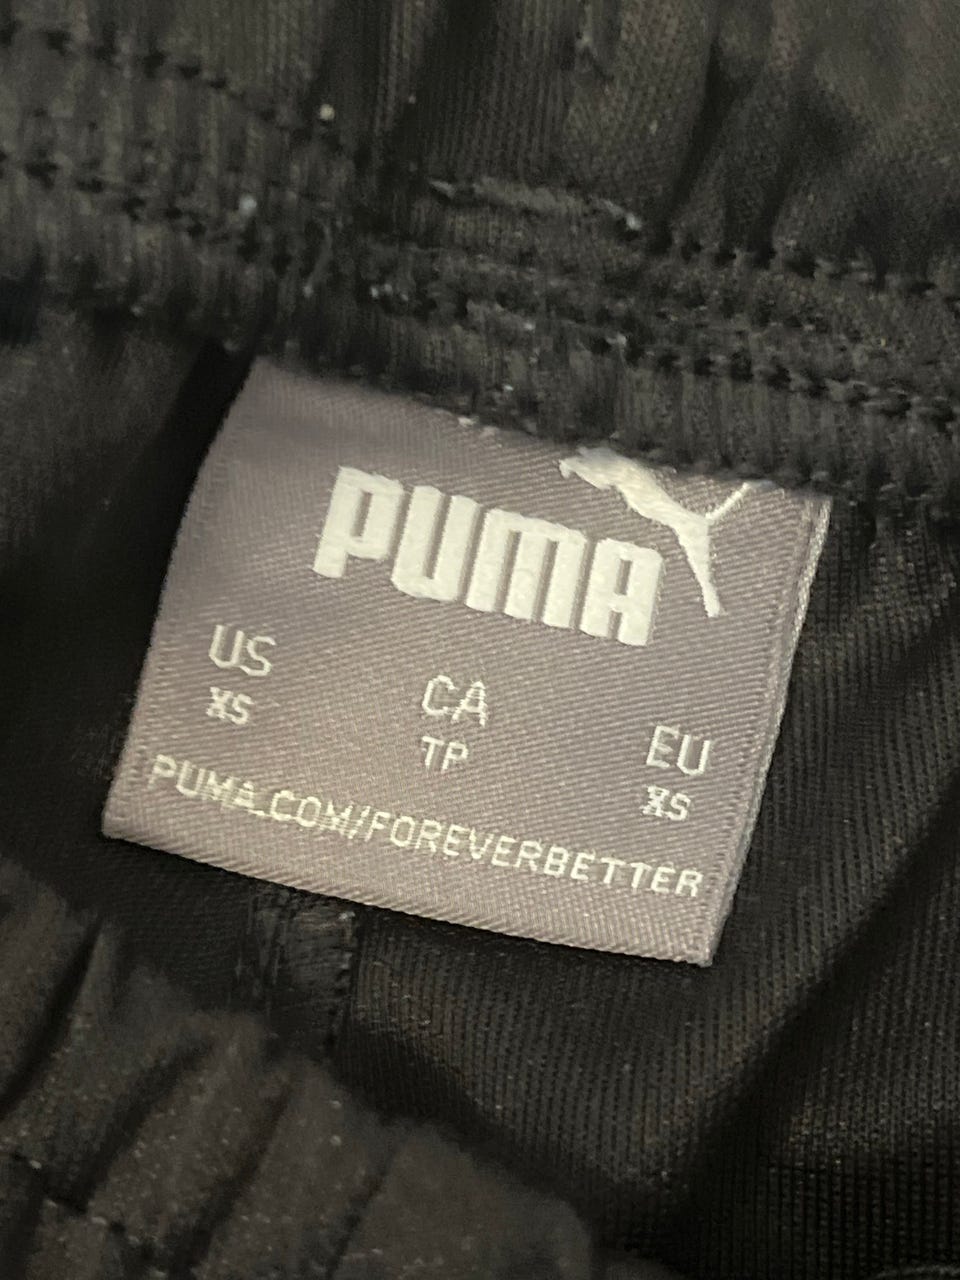 PUMA
US CA EU
XS TP XS
PUMA.COM/FOREVERBETTER